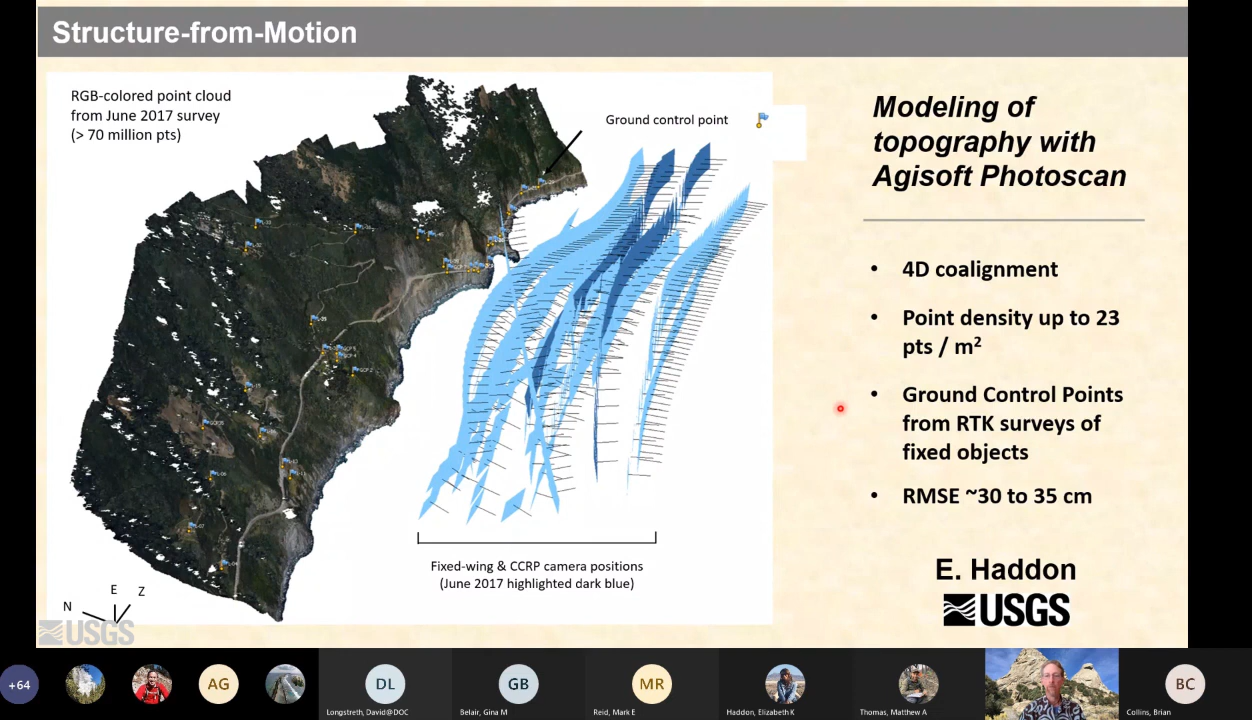 Structure-from-Motion
RGB-colored point cloud
from June 2017 survey
(> 70 million pts)
Ground control point
Modeling of
topography with
Agisoft Photoscan
• 4D coalignment
• Point density up to 23
pts / m²
• Ground Control Points
from RTK surveys of
fixed objects
• RMSE ~30 to 35 cm
Fixed-wing & CCRP camera positions
(June 2017 highlighted dark blue)
N E Z
USGS
E. Haddon
USGS
+64
AG
DL
GB
MR
BC
Longstreth, David@DOC
Belair, Gina M
Reid, Mark E
Haddon, Elizabeth K
Thomas, Matthew A
Collins, Brian